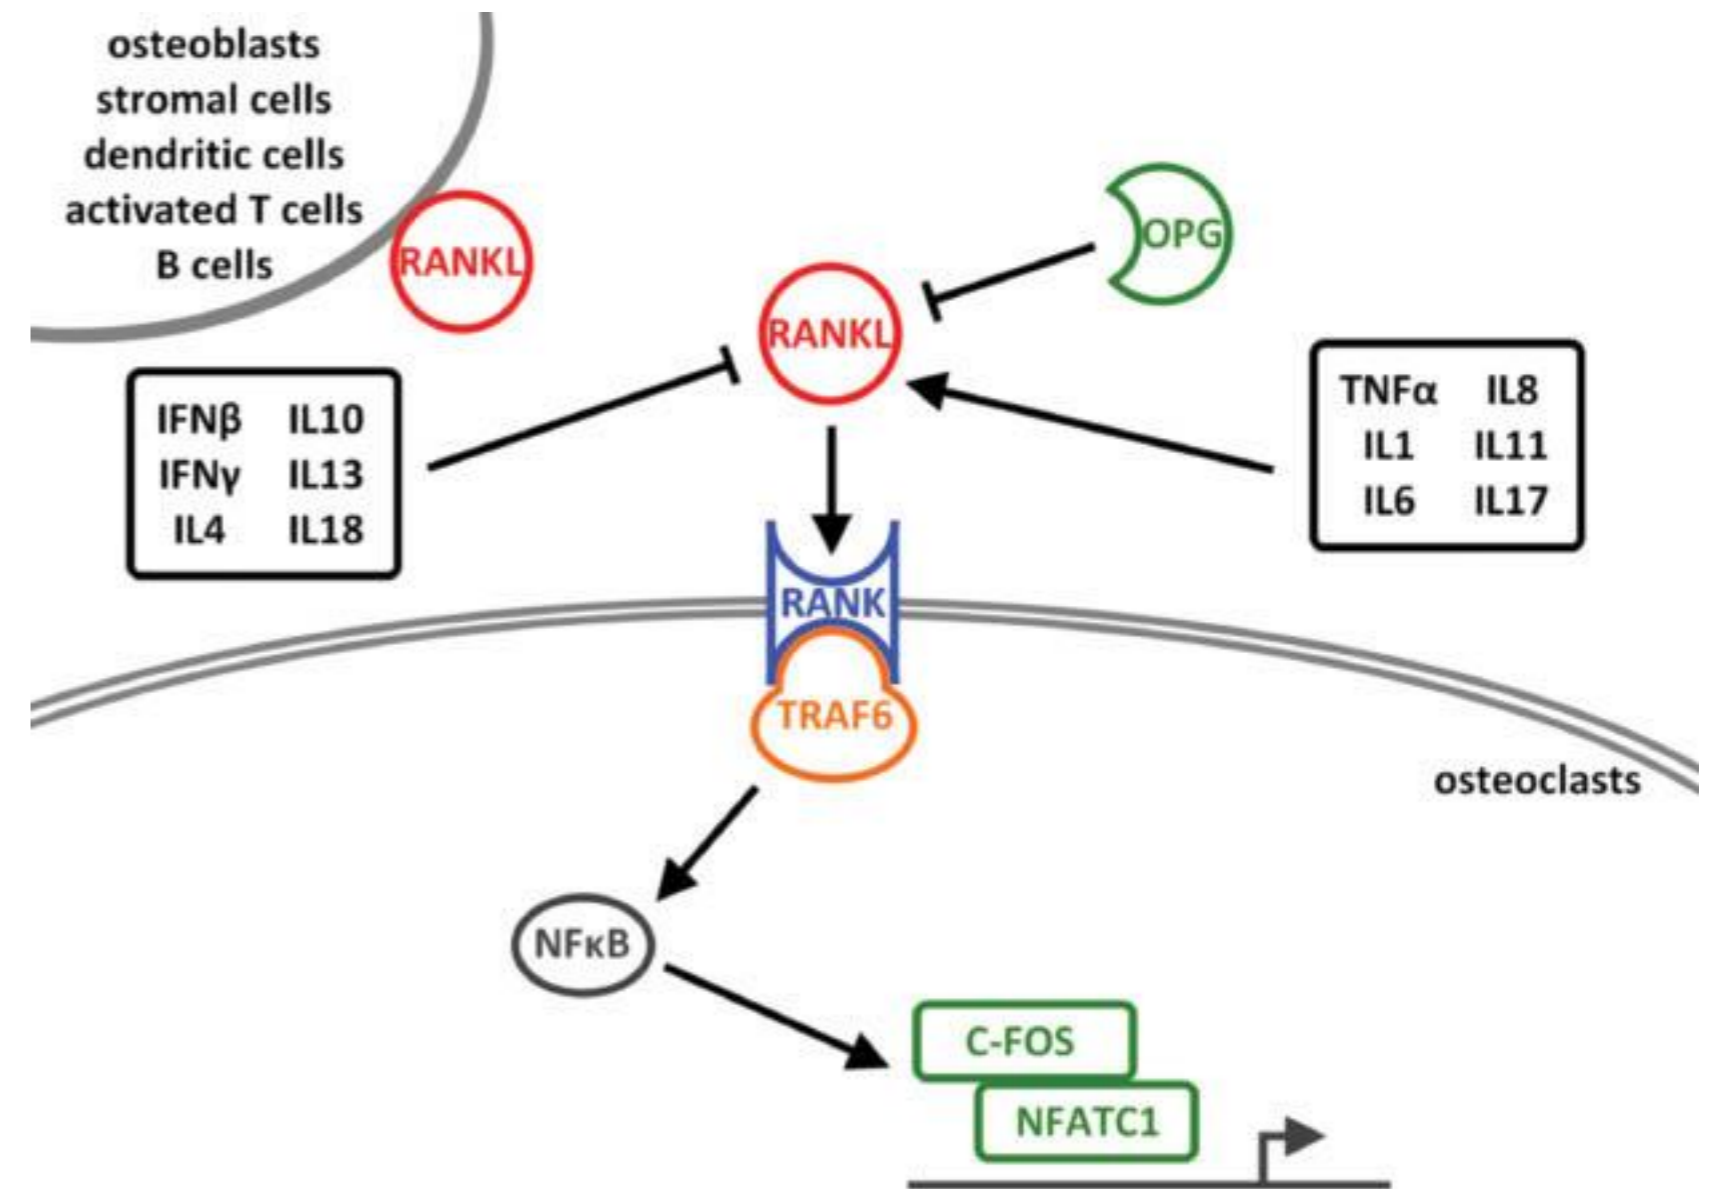 osteoblasts
stromal cells
dendritic cells
activated T cells
B cells
RANKL
OPG
RANKL
IFNβ IL10
IFNγ IL13
IL4 IL18
TNFα IL8
IL1 IL11
IL6 IL17
RANK
TRAF6
osteoclasts
NFκB
C-FOS
NFATC1